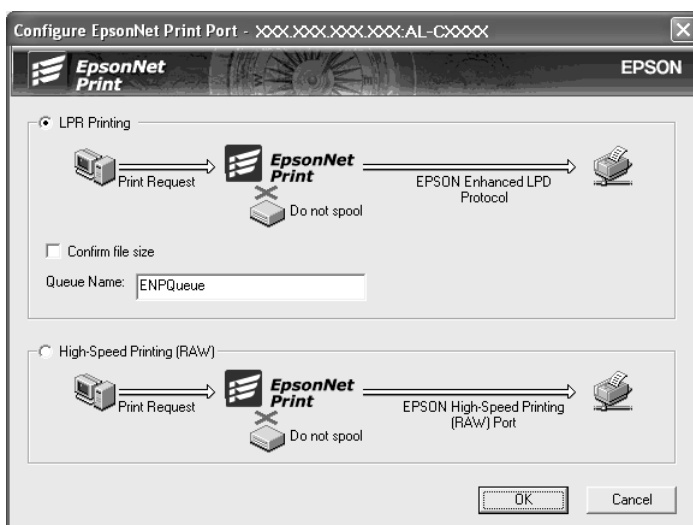 Configure EpsonNet Print Port - XXX.XXX.XXX.XXX:AL-CXXXX
EpsonNet
Print
EPSON
LPR Printing
Print Request
EpsonNet
Print
Do not spool
EPSON Enhanced LPD
Protocol
Confirm file size
Queue Name:
ENPQueue
High-Speed Printing (RAW)
Print Request
EpsonNet
Print
Do not spool
EPSON High-Speed Printing
(RAW) Port
OK
Cancel